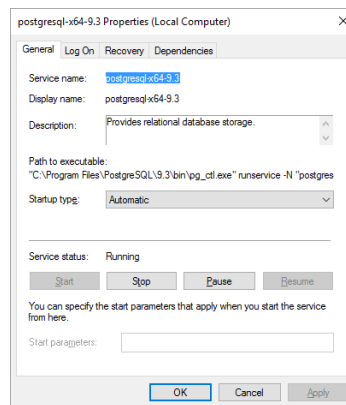 postgresql-x64-9.3 Properties (Local Computer)
General Log On Recovery Dependencies
Service name: postgresql-x64-9.3
Display name: postgresql-x64-9.3
Description: Provides relational database storage.
Path to executable:
"C:\Program Files\PostgreSQL\9.3\bin\pg_ctl.exe" runservice -N "postgres
Startup type: Automatic
Service status: Running
Start Stop Pause Resume
You can specify the start parameters that apply when you start the service
from here.
Start parameters:
OK Cancel Apply